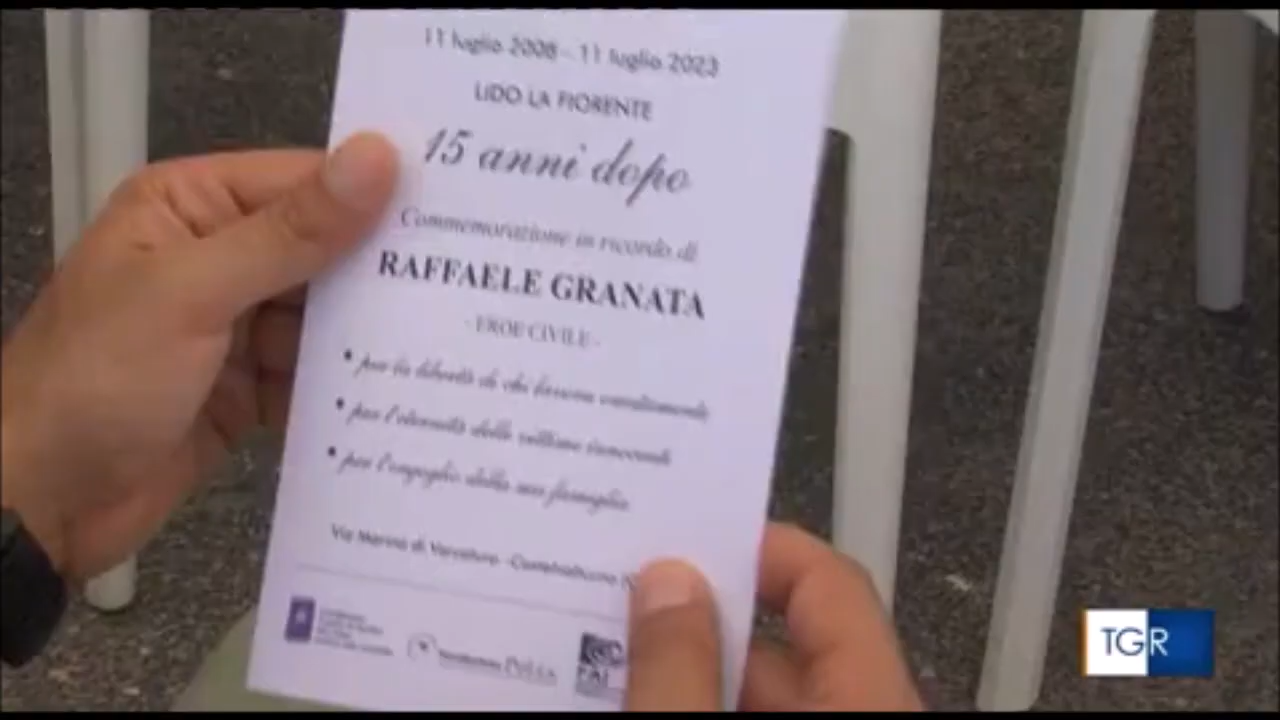 11 luglio 2008 - 11 luglio 2023
LIDO LA FIORENTE
15 anni dopo
Commemorazione in ricordo di
RAFFAELE GRANATA
- EROE CIVILE -
• per la libertà di chi lavora onestamente
• per l'eternità delle vittime innocenti
• per l'orgoglio della sua famiglia
Via Marina di Varcaturo - Castelvolturno
FAI
TGR